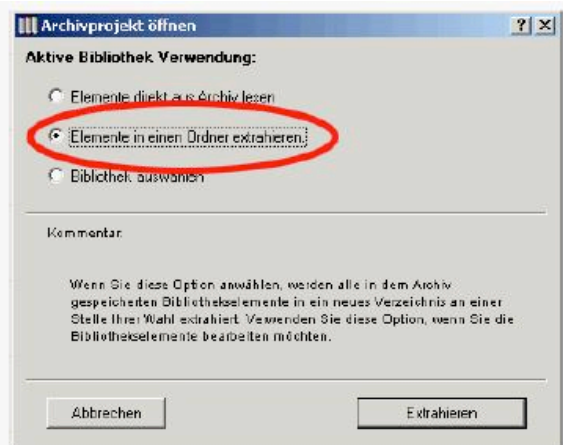 Archivprojekt öffnen
Aktive Bibliothek Verwendung:
Elemente direkt aus Archiv lesen
Elemente in einen Ordner extrahieren.
Bibliothek auswählen
Kommentar:
Wenn Sie diese Option anwählen, werden alle in dem Archiv
gespeicherten Bibliothekselemente in ein neues Verzeichnis an einer
Stelle Ihrer Wahl extrahiert. Verwenden Sie diese Option, wenn Sie die
Bibliothekselemente bearbeiten möchten.
Abbrechen Extrahieren